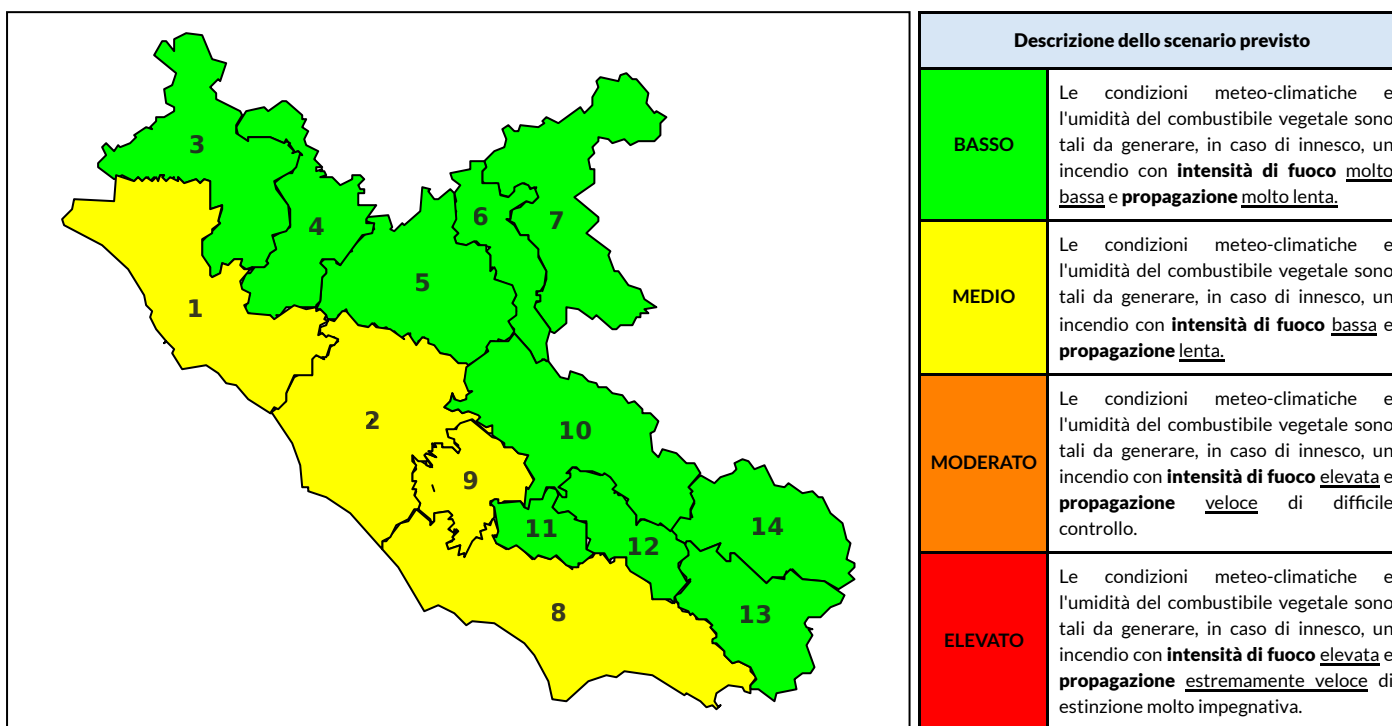 3
4
6
7
5
1
2
10
9
11
12
14
8
13
Descrizione dello scenario previsto
BASSO
Le condizioni meteo-climatiche e
l'umidità del combustibile vegetale sono
tali da generare, in caso di innesco, un
incendio con intensità di fuoco molto
bassa e propagazione molto lenta.
MEDIO
Le condizioni meteo-climatiche e
l'umidità del combustibile vegetale sono
tali da generare, in caso di innesco, un
incendio con intensità di fuoco bassa e
propagazione lenta.
MODERATO
Le condizioni meteo-climatiche e
l'umidità del combustibile vegetale sono
tali da generare, in caso di innesco, un
incendio con intensità di fuoco elevata e
propagazione veloce di difficile
controllo.
ELEVATO
Le condizioni meteo-climatiche e
l'umidità del combustibile vegetale sono
tali da generare, in caso di innesco, un
incendio con intensità di fuoco elevata e
propagazione estremamente veloce di
estinzione molto impegnativa.